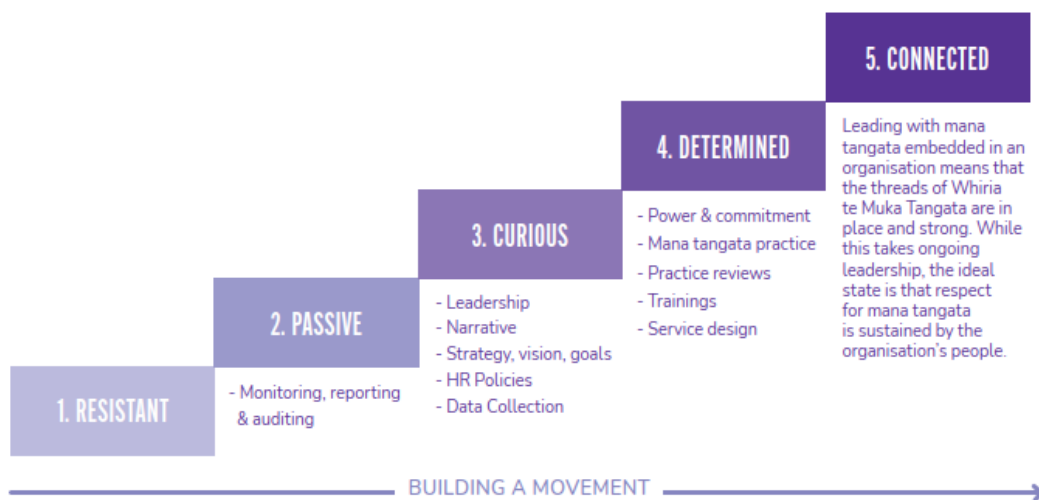 1. RESISTANT
2. PASSIVE
- Monitoring, reporting
& auditing
3. CURIOUS
- Leadership
- Narrative
- Strategy, vision, goals
- HR Policies
- Data Collection
4. DETERMINED
- Power & commitment
- Mana tangata practice
- Practice reviews
- Trainings
- Service design
5. CONNECTED
Leading with mana
tangata embedded in an
organisation means that
the threads of Whiria
te Muka Tangata are in
place and strong. While
this takes ongoing
leadership, the ideal
state is that respect
for mana tangata
is sustained by the
organisation's people.
BUILDING A MOVEMENT